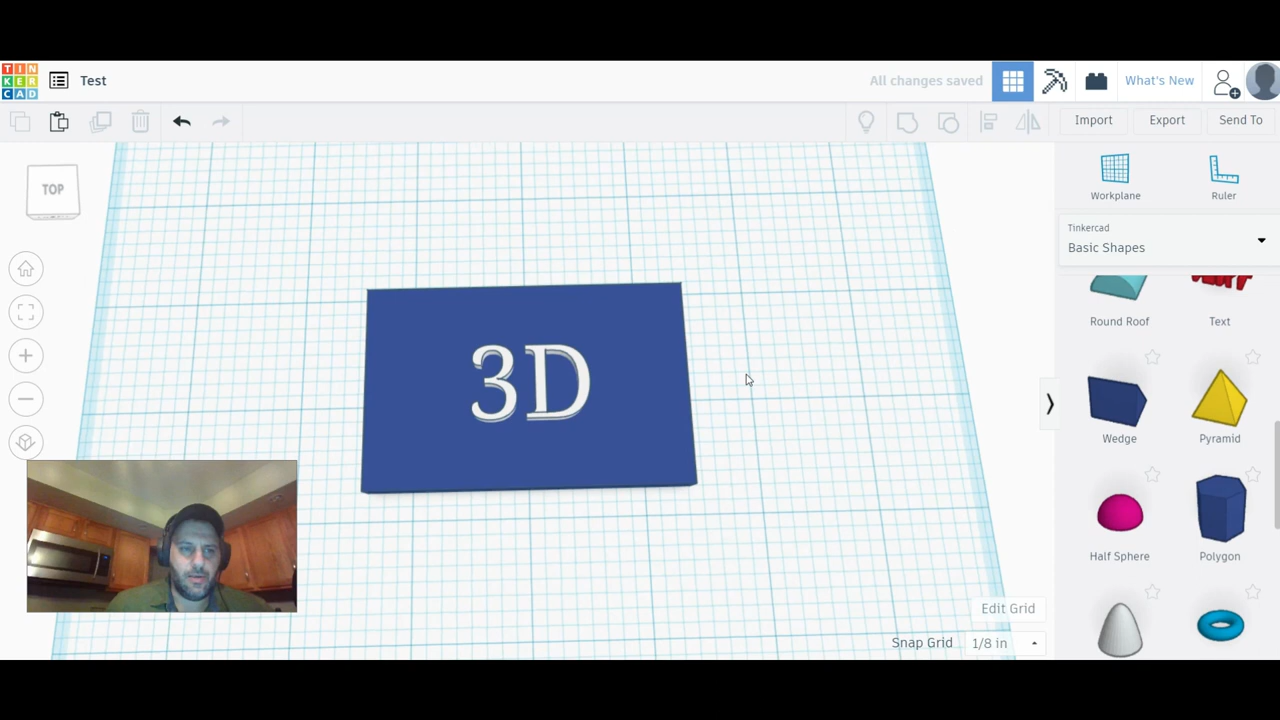 TIN
KER
CAD
Test
All changes saved
What's New
Import
Export
Send To
TOP
Workplane
Ruler
Tinkercad
Basic Shapes
Round Roof
Text
3D
Wedge
Pyramid
Half Sphere
Polygon
Edit Grid
Snap Grid
1/8 in